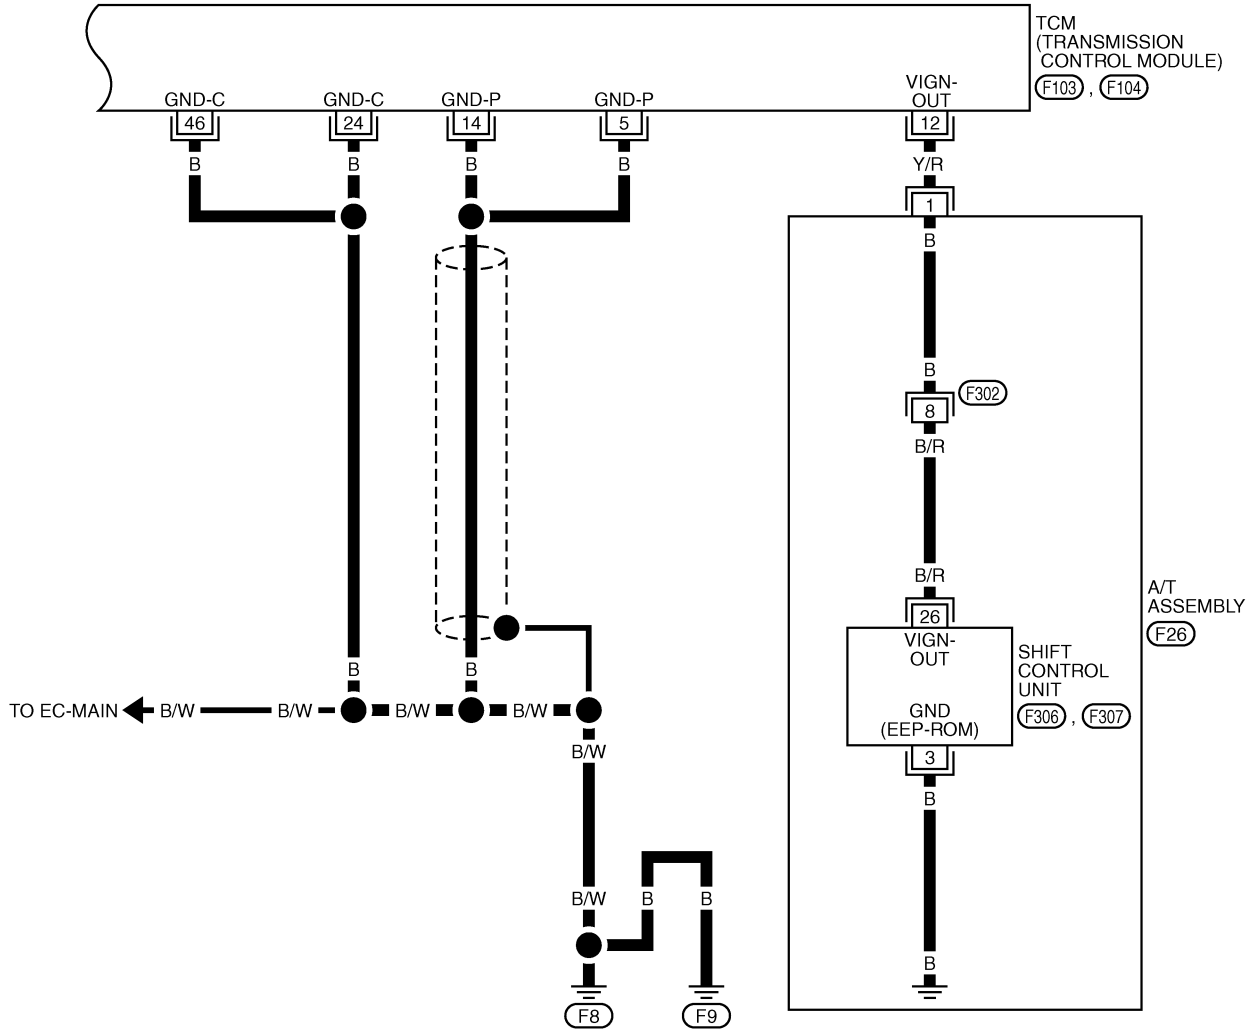 TCM
(TRANSMISSION
CONTROL MODULE)
F103 , F104
VIGN-
OUT
GND-C
GND-C
GND-P
GND-P
46
24
14
5
12
B
B
B
B
Y/R
1
B
B
F302
8
B/R
B/R
A/T
ASSEMBLY
F26
26
VIGN-
OUT
SHIFT
CONTROL
UNIT
F306 , F307
GND
(EEP-ROM)
B
B
TO EC-MAIN
B/W
B/W
B/W
B/W
B/W
3
B
B/W
B
B
B
F8
F9